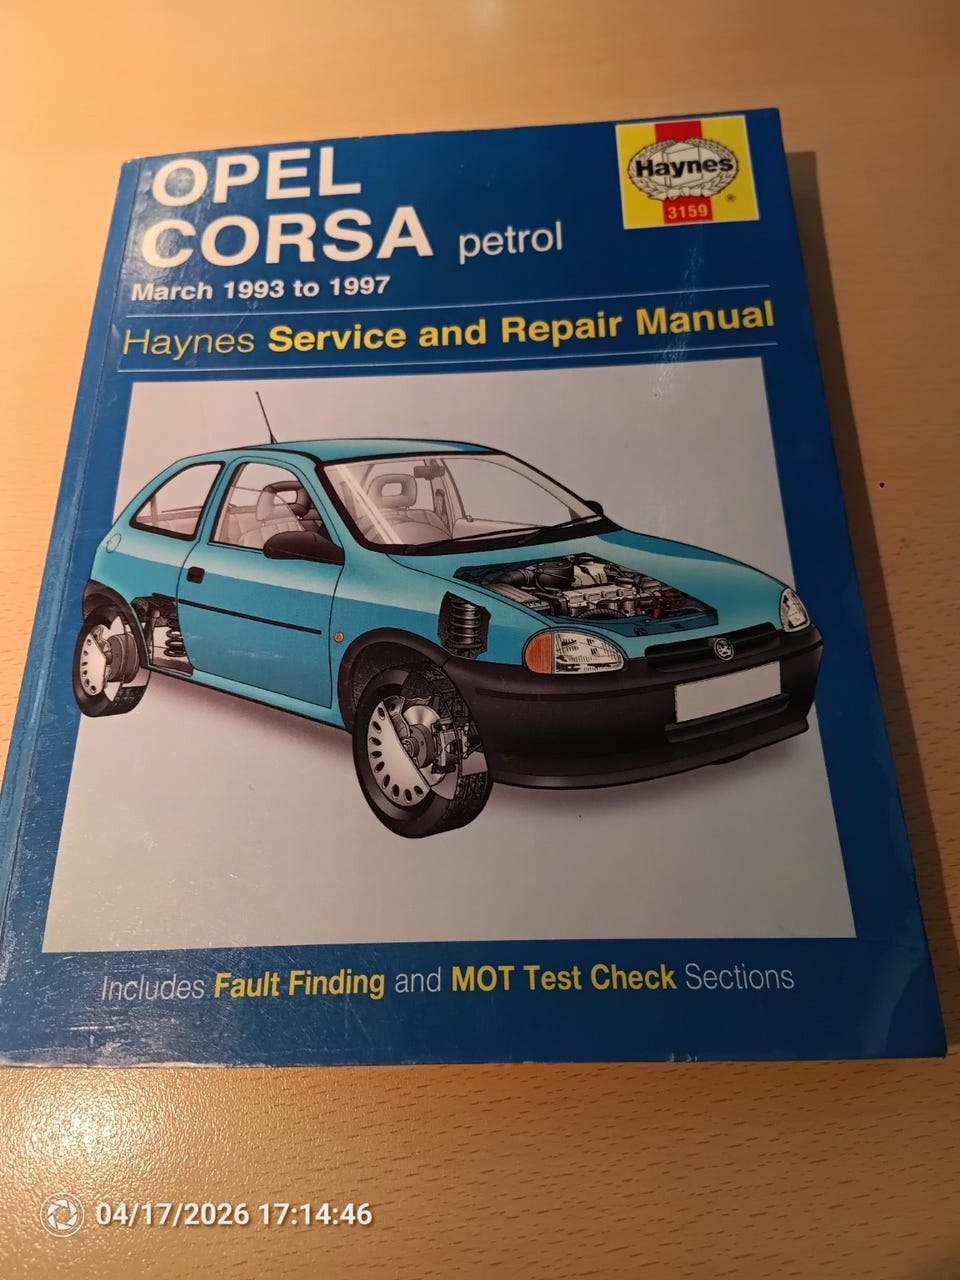 OPEL
CORSA petrol
March 1993 to 1997
Haynes
®
3159
Haynes Service and Repair Manual
Includes Fault Finding and MOT Test Check Sections
04/17/2026 17:14:46